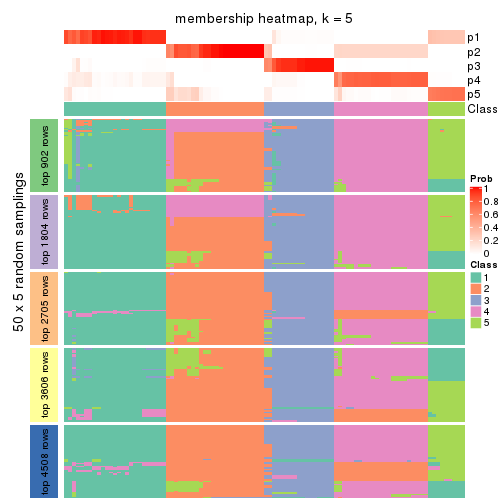 membership heatmap, k = 5
p1
p2
p3
p4
p5
Class
50 x 5 random samplings
top 902 rows
top 1804 rows
top 2705 rows
top 3606 rows
top 4508 rows
Prob
1
0.8
0.6
0.4
0.2
0
Class
1
2
3
4
5